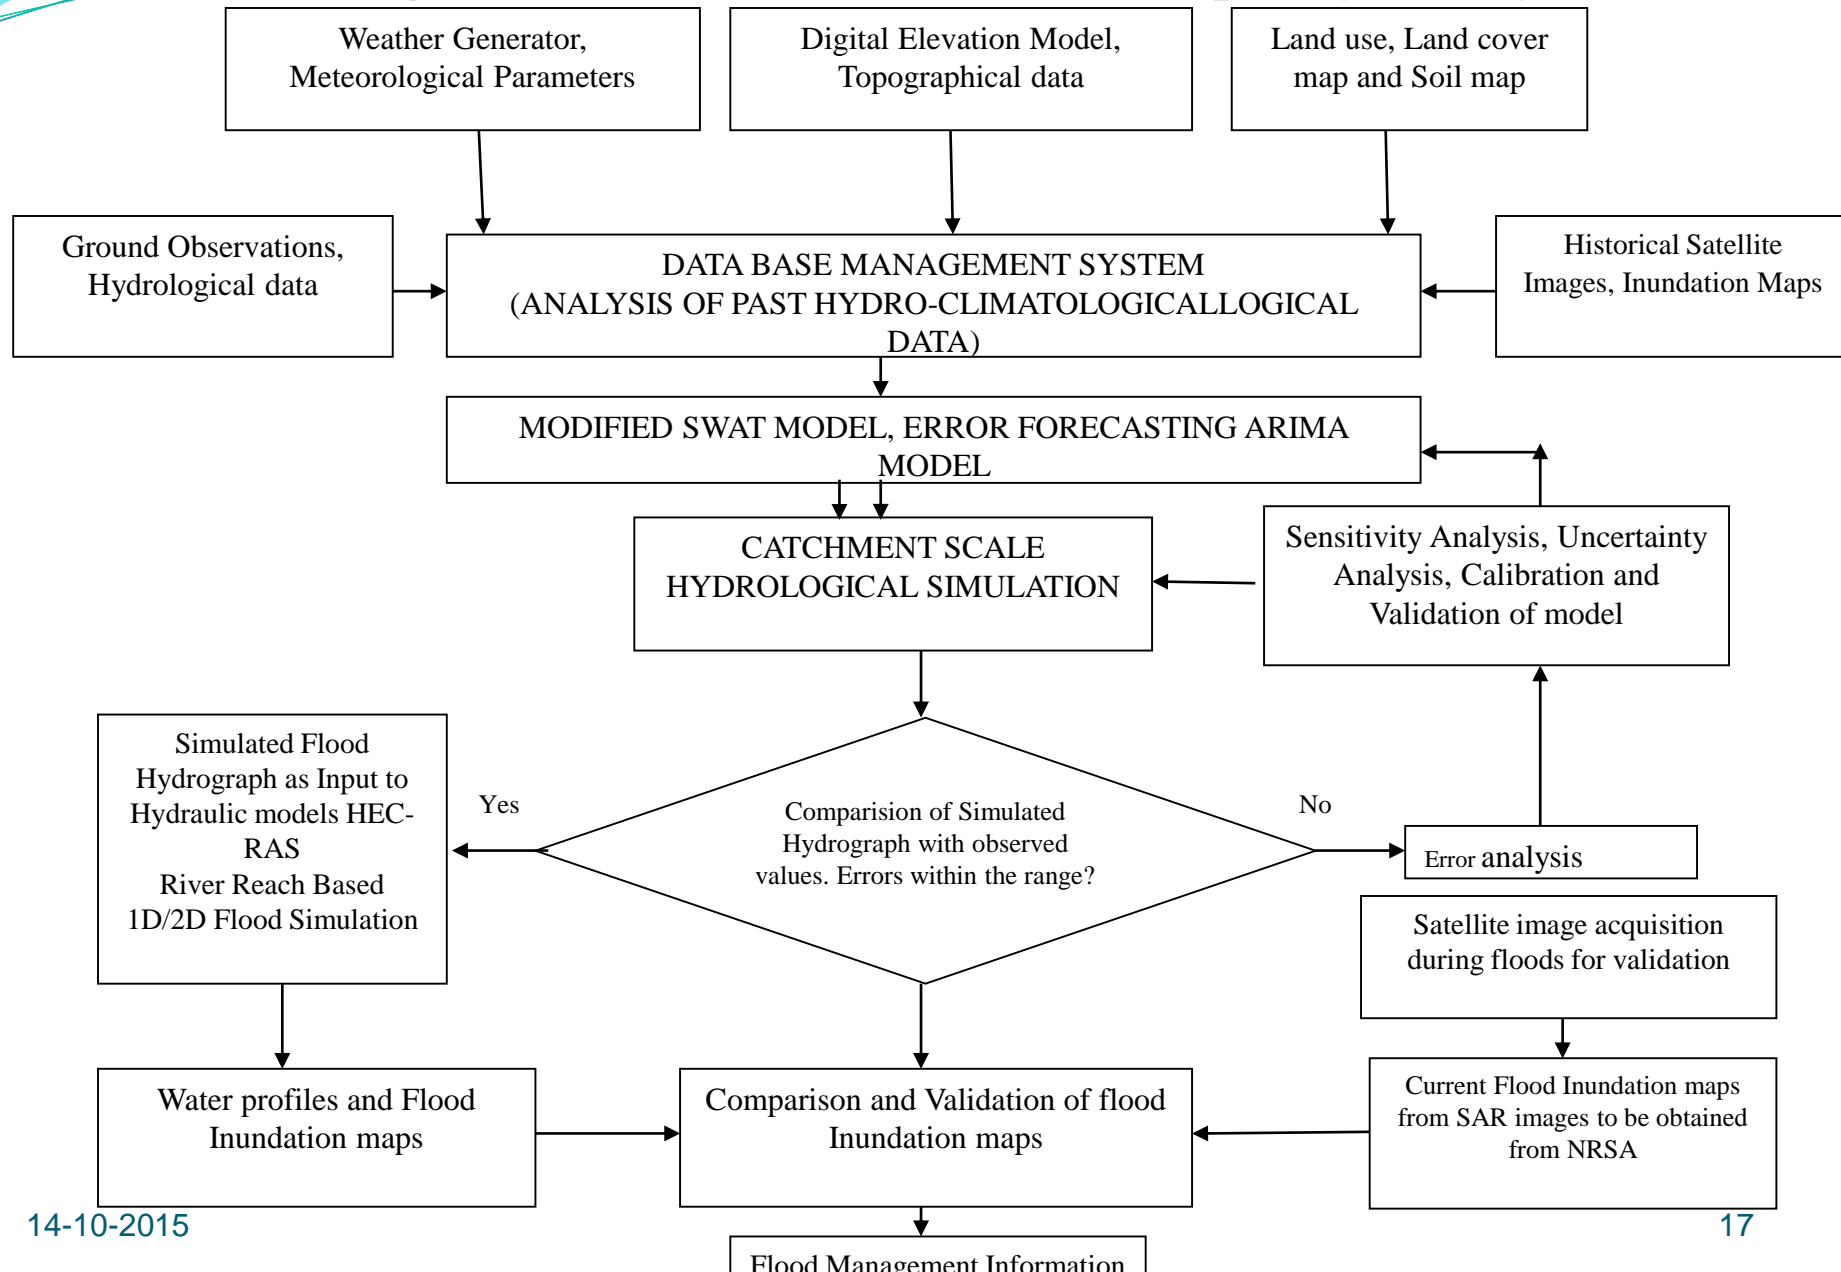 Weather Generator,
Meteorological Parameters
Digital Elevation Model,
Topographical data
Land use, Land cover
map and Soil map
Ground Observations,
Hydrological data
DATA BASE MANAGEMENT SYSTEM
(ANALYSIS OF PAST HYDRO-CLIMATOLOGICALLOGICAL
DATA)
Historical Satellite
Images, Inundation Maps
MODIFIED SWAT MODEL, ERROR FORECASTING ARIMA
MODEL
CATCHMENT SCALE
HYDROLOGICAL SIMULATION
Sensitivity Analysis, Uncertainty
Analysis, Calibration and
Validation of model
Simulated Flood
Hydrograph as Input to
Hydraulic models HEC-
RAS
River Reach Based
1D/2D Flood Simulation
Yes
Comparision of Simulated
Hydrograph with observed
values. Errors within the range?
No
Error analysis
Satellite image acquisition
during floods for validation
Water profiles and Flood
Inundation maps
Comparison and Validation of flood
Inundation maps
Current Flood Inundation maps
from SAR images to be obtained
from NRSA
14-10-2015
17
Flood Management Information